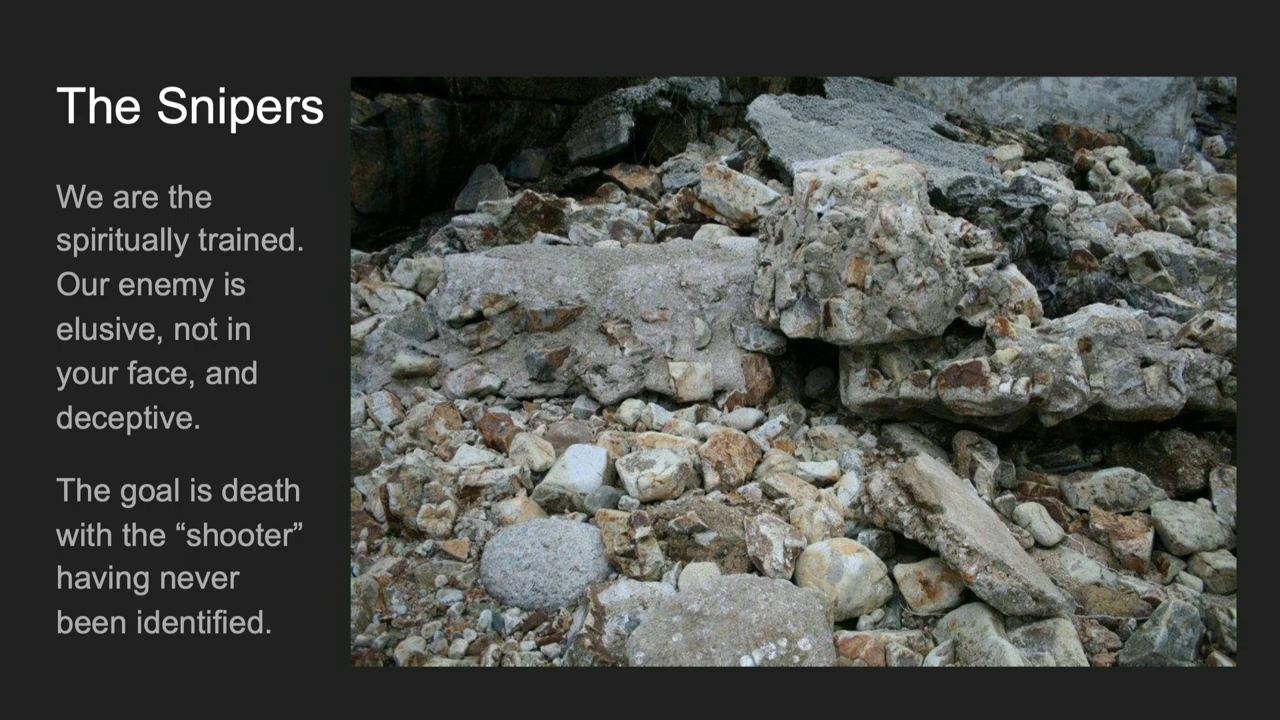 The Snipers
We are the
spiritually trained.
Our enemy is
elusive, not in
your face, and
deceptive.
The goal is death
with the “shooter”
having never
been identified.